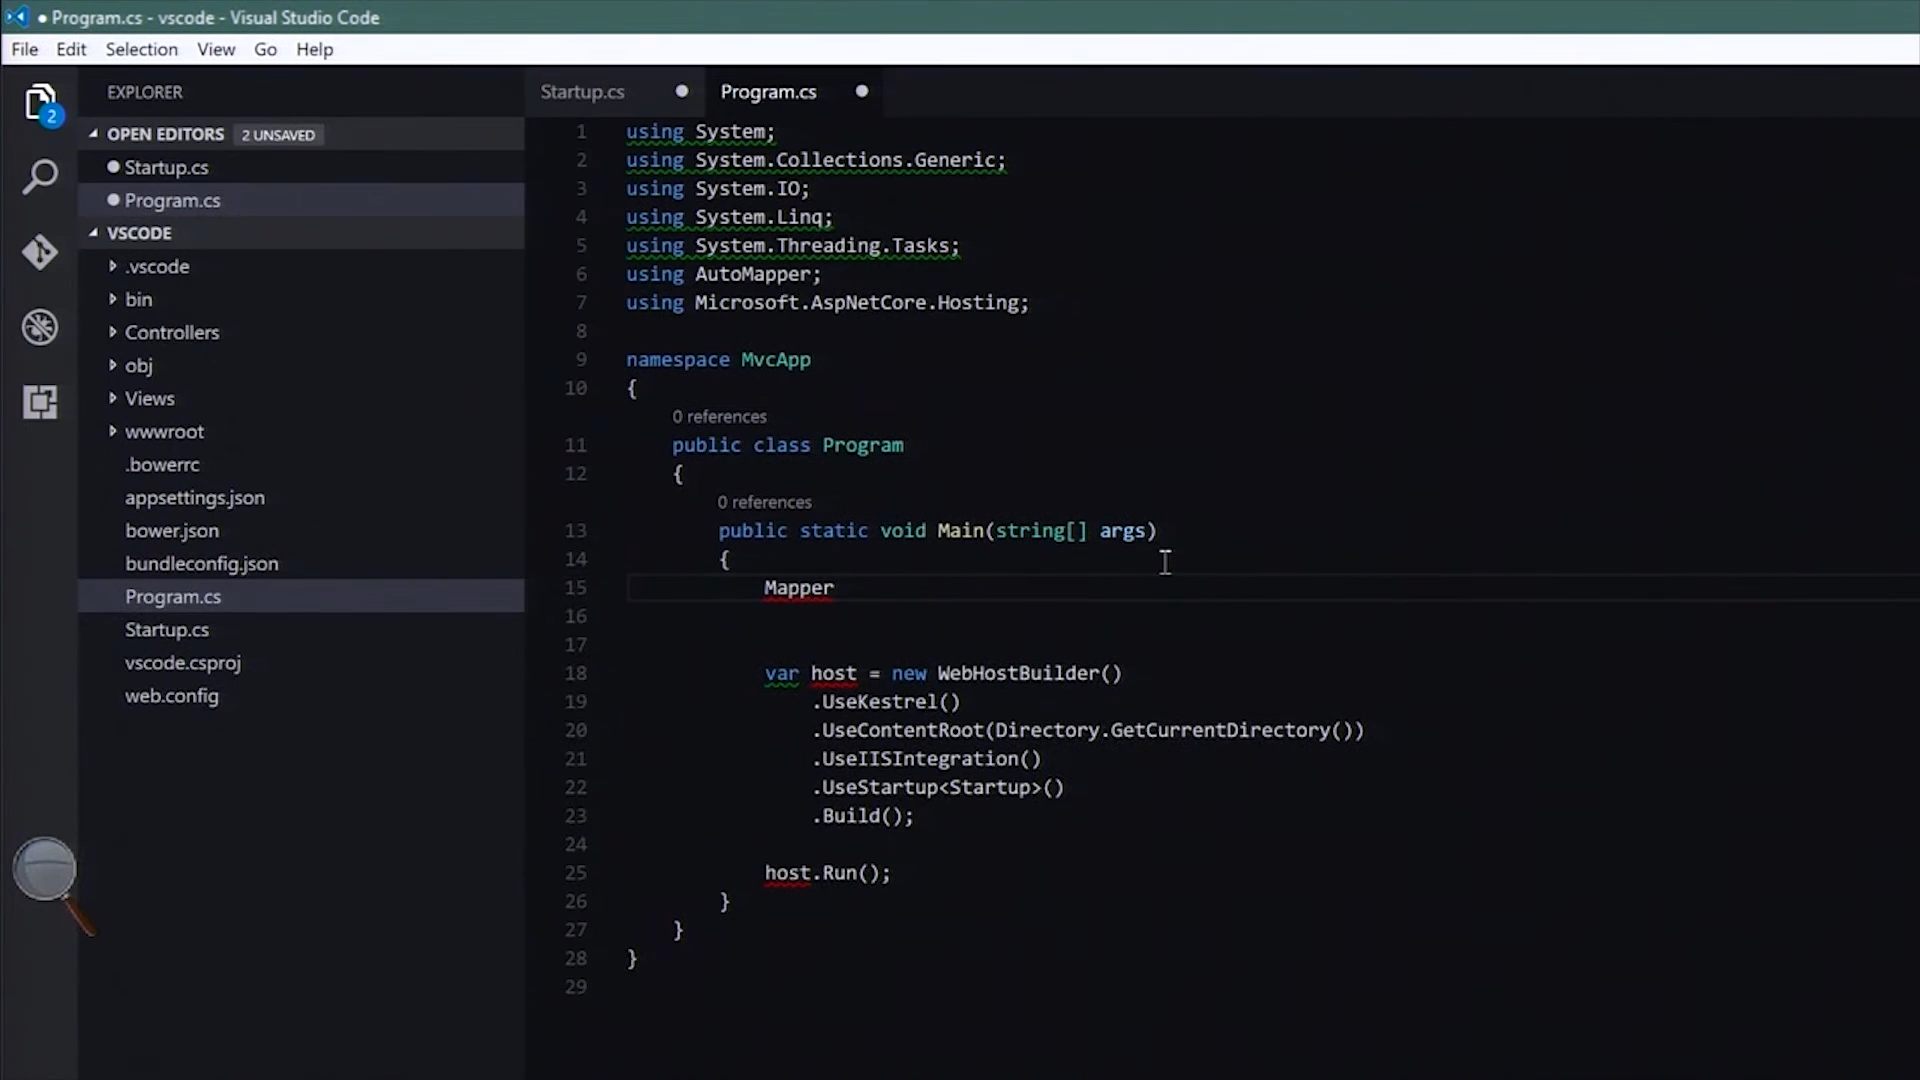 ● Program.cs - vscode - Visual Studio Code
File Edit Selection View Go Help
2
EXPLORER
OPEN EDITORS 2 UNSAVED
Startup.cs
Program.cs
VSCODE
.vscode
bin
Controllers
obj
Views
wwwroot
.bowerrc
appsettings.json
bower.json
bundleconfig.json
Program.cs
Startup.cs
vscode.csproj
web.config
Startup.cs ● Program.cs ●
1 using System;
2 using System.Collections.Generic;
3 using System.IO;
4 using System.Linq;
5 using System.Threading.Tasks;
6 using AutoMapper;
7 using Microsoft.AspNetCore.Hosting;
8
9 namespace MvcApp
10 {
0 references
11 public class Program
12 {
0 references
13 public static void Main(string[] args)
14 {
15 Mapper
16
17
18 var host = new WebHostBuilder()
19 .UseKestrel()
20 .UseContentRoot(Directory.GetCurrentDirectory())
21 .UseIISIntegration()
22 .UseStartup<Startup>()
23 .Build();
24
25 host.Run();
26 }
27 }
28 }
29